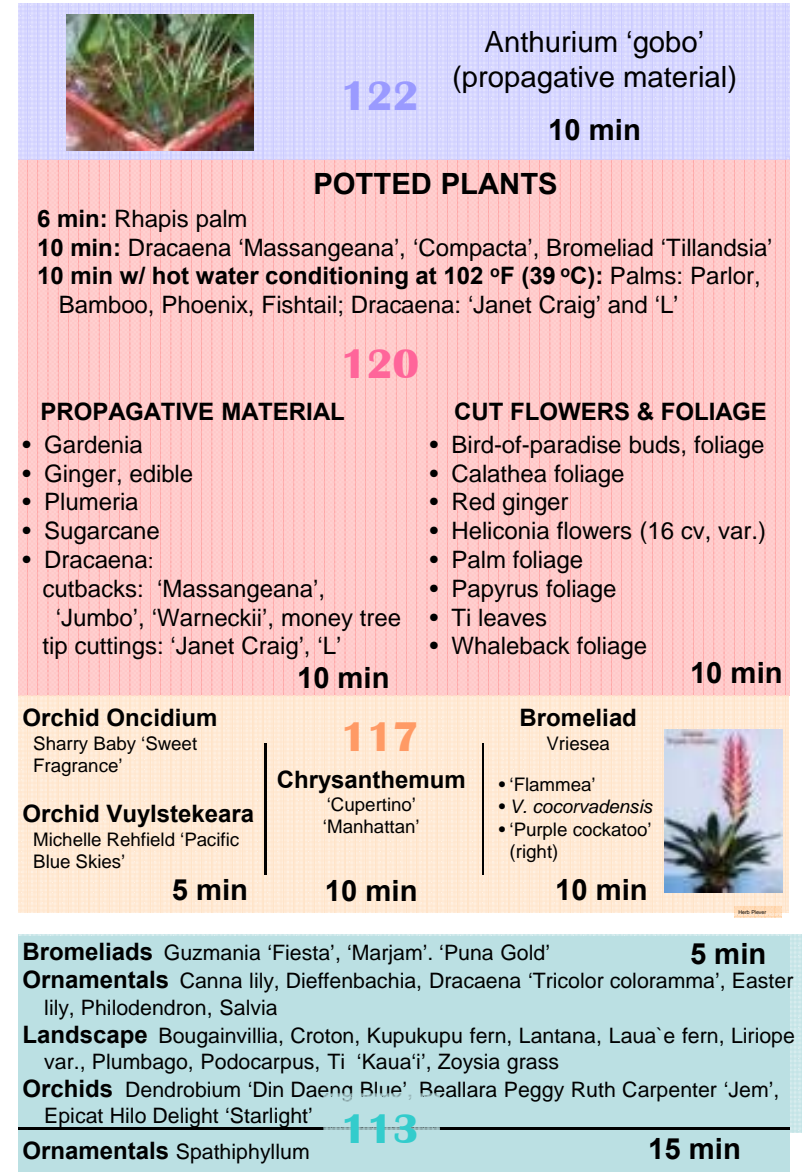 Anthurium ‘gobo’
122
(propagative material)
10 min
POTTED PLANTS
6 min: Rhapis palm
10 min: Dracaena ‘Massangeana’, ‘Compacta’, Bromeliad ‘Tillandsia’
10 min w/ hot water conditioning at 102 ºF (39 ºC): Palms: Parlor,
Bamboo, Phoenix, Fishtail; Dracaena: ‘Janet Craig’ and ‘L’
120
PROPAGATIVE MATERIAL
• Gardenia
• Ginger, edible
• Plumeria
• Sugarcane
• Dracaena:
cutbacks: ‘Massangeana’,
‘Jumbo’, ‘Warneckii’, money tree
tip cuttings: ‘Janet Craig’, ‘L’
10 min
CUT FLOWERS & FOLIAGE
• Bird-of-paradise buds, foliage
• Calathea foliage
• Red ginger
• Heliconia flowers (16 cv, var.)
• Palm foliage
• Papyrus foliage
• Ti leaves
• Whaleback foliage
10 min
117
Orchid Oncidium
Sharry Baby ‘Sweet
Fragrance’
Orchid Vuylstekeara
Michelle Rehfield ‘Pacific
Blue Skies’
5 min
Chrysanthemum
‘Cupertino’
‘Manhattan’
10 min
Bromeliad
Vriesea
• ‘Flammea’
• V. cocorvadensis
• ‘Purple cockatoo’
(right)
10 min
Herb Plever
Bromeliads Guzmania ‘Fiesta’, ‘Marjam’. ‘Puna Gold’ 5 min
Ornamentals Canna lily, Dieffenbachia, Dracaena ‘Tricolor coloramma’, Easter
lily, Philodendron, Salvia
Landscape Bougainvillia, Croton, Kupukupu fern, Lantana, Laua`e fern, Liriope
var., Plumbago, Podocarpus, Ti ‘Kaua‘i’, Zoysia grass
Orchids Dendrobium ‘Din Daeng Blue’, Beallara Peggy Ruth Carpenter ‘Jem’,
Epicat Hilo Delight ‘Starlight’
113
Ornamentals Spathiphyllum 15 min